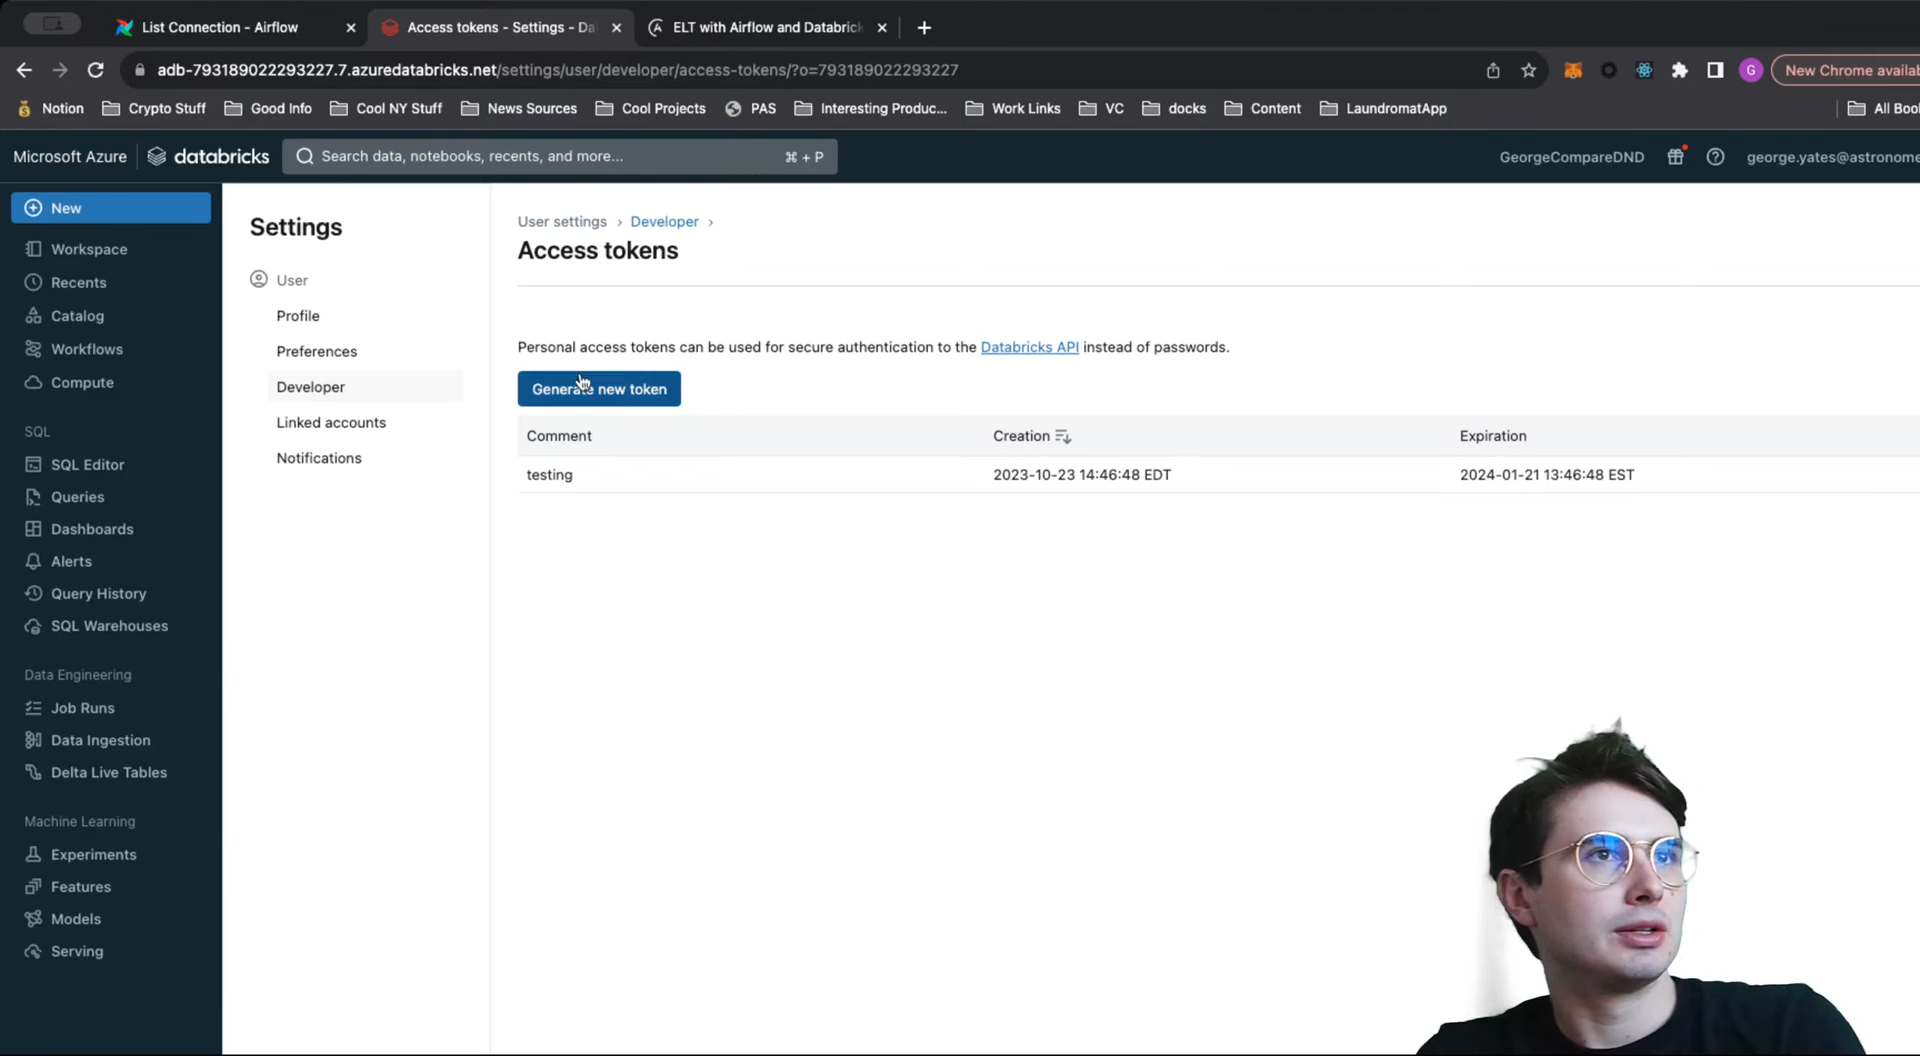 List Connection - Airflow
Access tokens - Settings - Da
ELT with Airflow and Databrick
adb-793189022293227.7.azuredatabricks.net/settings/user/developer/access-tokens/?o=793189022293227
G
New Chrome availab
Notion
Crypto Stuff
Good Info
Cool NY Stuff
News Sources
Cool Projects
PAS
Interesting Produc...
Work Links
VC
docks
Content
LaundromatApp
All Boo
Microsoft Azure
databricks
Search data, notebooks, recents, and more...
⌘ + P
GeorgeCompareDND
george.yates@astronome
New
Workspace
Recents
Catalog
Workflows
Compute
SQL
SQL Editor
Queries
Dashboards
Alerts
Query History
SQL Warehouses
Data Engineering
Job Runs
Data Ingestion
Delta Live Tables
Machine Learning
Experiments
Features
Models
Serving
Settings
User
Profile
Preferences
Developer
Linked accounts
Notifications
User settings › Developer ›
Access tokens
Personal access tokens can be used for secure authentication to the Databricks API instead of passwords.
Generate new token
Comment Creation Expiration
testing 2023-10-23 14:46:48 EDT 2024-01-21 13:46:48 EST